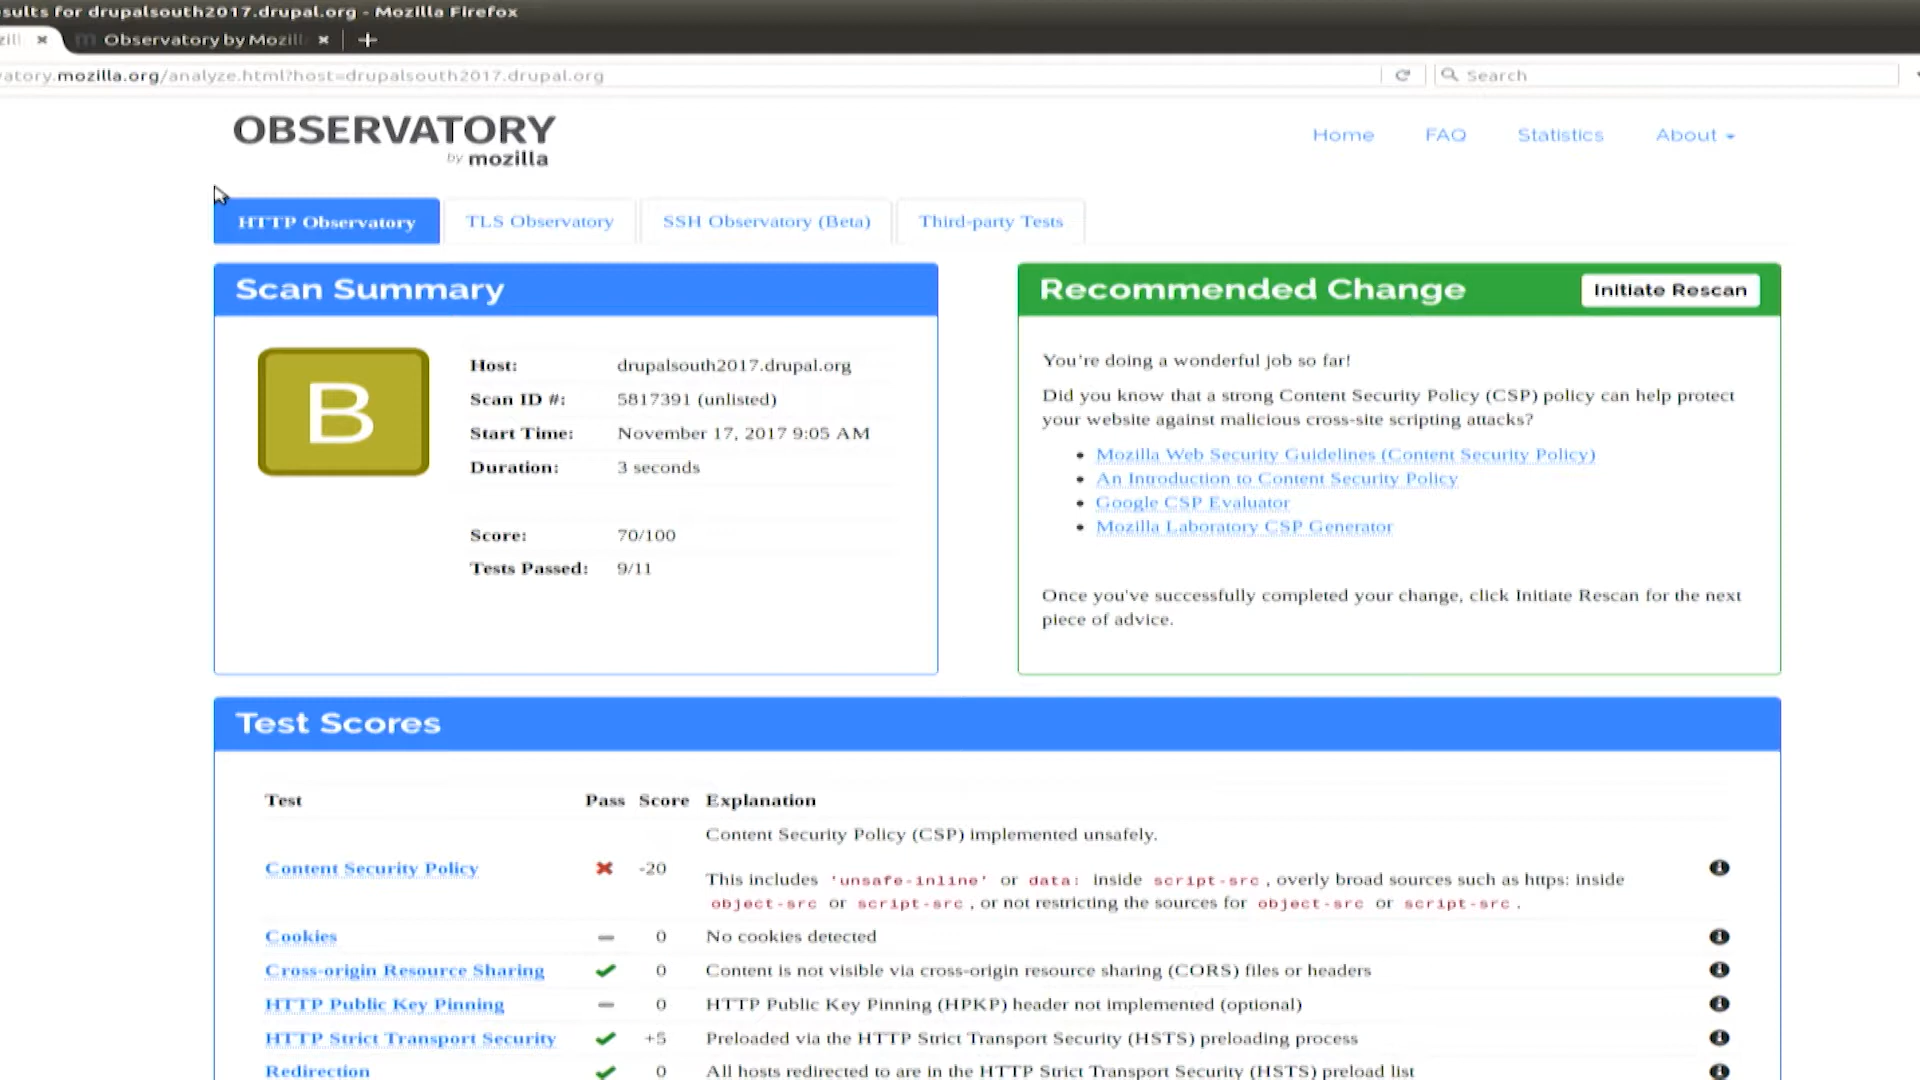 sults for drupalsouth2017.drupal.org - Mozilla Firefox
zill
Observatory by Mozill
atory.mozilla.org/analyze.html?host=drupalsouth2017.drupal.org
Search
OBSERVATORY
by mozilla
Home
FAQ
Statistics
About
HTTP Observatory
TLS Observatory
SSH Observatory (Beta)
Third-party Tests
Scan Summary
B
Host: drupalsouth2017.drupal.org
Scan ID #: 5817391 (unlisted)
Start Time: November 17, 2017 9:05 AM
Duration: 3 seconds
Score: 70/100
Tests Passed: 9/11
Recommended Change
Initiate Rescan
You're doing a wonderful job so far!
Did you know that a strong Content Security Policy (CSP) policy can help protect
your website against malicious cross-site scripting attacks?
• Mozilla Web Security Guidelines (Content Security Policy)
• An Introduction to Content Security Policy
• Google CSP Evaluator
• Mozilla Laboratory CSP Generator
Once you've successfully completed your change, click Initiate Rescan for the next
piece of advice.
Test Scores
Test Pass Score Explanation
Content Security Policy -20
Content Security Policy (CSP) implemented unsafely.
This includes 'unsafe-inline' or data: inside script-src, overly broad sources such as https: inside
object-src or script-src, or not restricting the sources for object-src or script-src.
Cookies — 0 No cookies detected
Cross-origin Resource Sharing 0 Content is not visible via cross-origin resource sharing (CORS) files or headers
HTTP Public Key Pinning — 0 HTTP Public Key Pinning (HPKP) header not implemented (optional)
HTTP Strict Transport Security +5 Preloaded via the HTTP Strict Transport Security (HSTS) preloading process
Redirection 0 All hosts redirected to are in the HTTP Strict Transport Security (HSTS) preload list